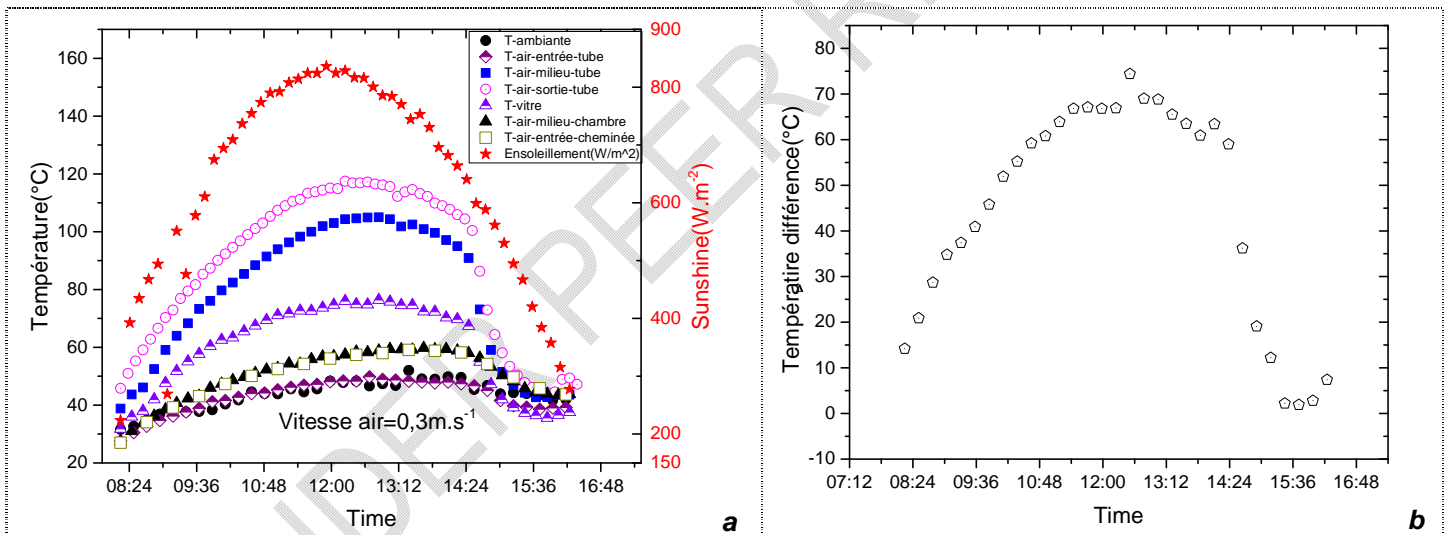 160
140
120
100
80
60
40
20
Température(°C)
900
800
600
400
200
150
Sunshine(W.m-2)
T-ambiante
T-air-entrée-tube
T-air-milieu-tube
T-air-sortie-tube
T-vitre
T-air-milieu-chambre
T-air-entrée-cheminée
Ensoleillement(W/m^2)
Vitesse air=0,3m.s-1
08:24 09:36 10:48 12:00 13:12 14:24 15:36 16:48
Time
a
80
70
60
50
40
30
20
10
0
-10
Températire différence(°C)
07:12 08:24 09:36 10:48 12:00 13:12 14:24 15:36 16:48
Time
b
NDER PEER R